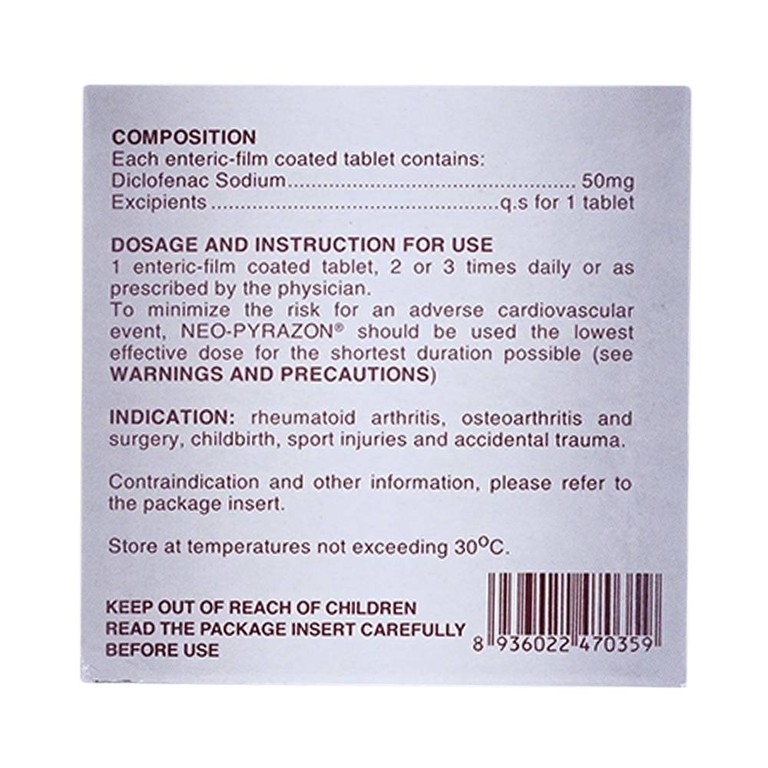 COMPOSITION
Each enteric-film coated tablet contains:
Diclofenac Sodium................................................ 50mg
Excipients ................................................q.s for 1 tablet
DOSAGE AND INSTRUCTION FOR USE
1 enteric-film coated tablet, 2 or 3 times daily or as
prescribed by the physician.
To minimize the risk for an adverse cardiovascular
event, NEO-PYRAZON® should be used the lowest
effective dose for the shortest duration possible (see
WARNINGS AND PRECAUTIONS)
INDICATION: rheumatoid arthritis, osteoarthritis and
surgery, childbirth, sport injuries and accidental trauma.
Contraindication and other information, please refer to
the package insert.
Store at temperatures not exceeding 30ºC.
KEEP OUT OF REACH OF CHILDREN
READ THE PACKAGE INSERT CAREFULLY
BEFORE USE
8 936022 470359